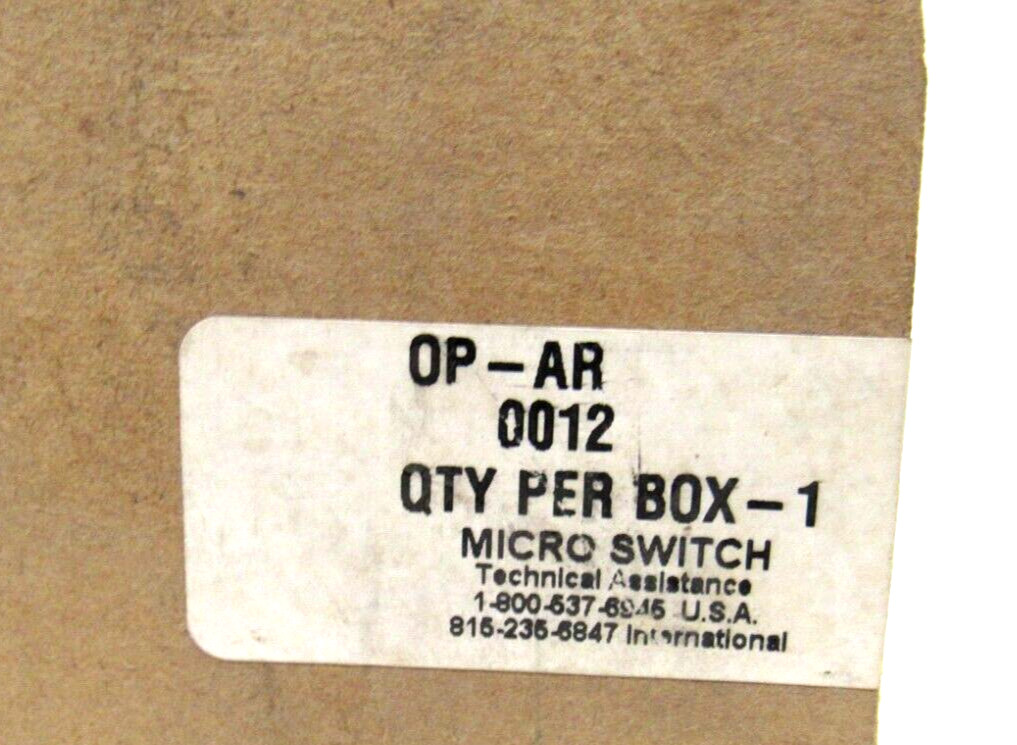 OP-AR
0012
QTY PER BOX-1
MICRO SWITCH
Technical Assistance
1-800-537-6945 U.S.A.
815-235-6847 International